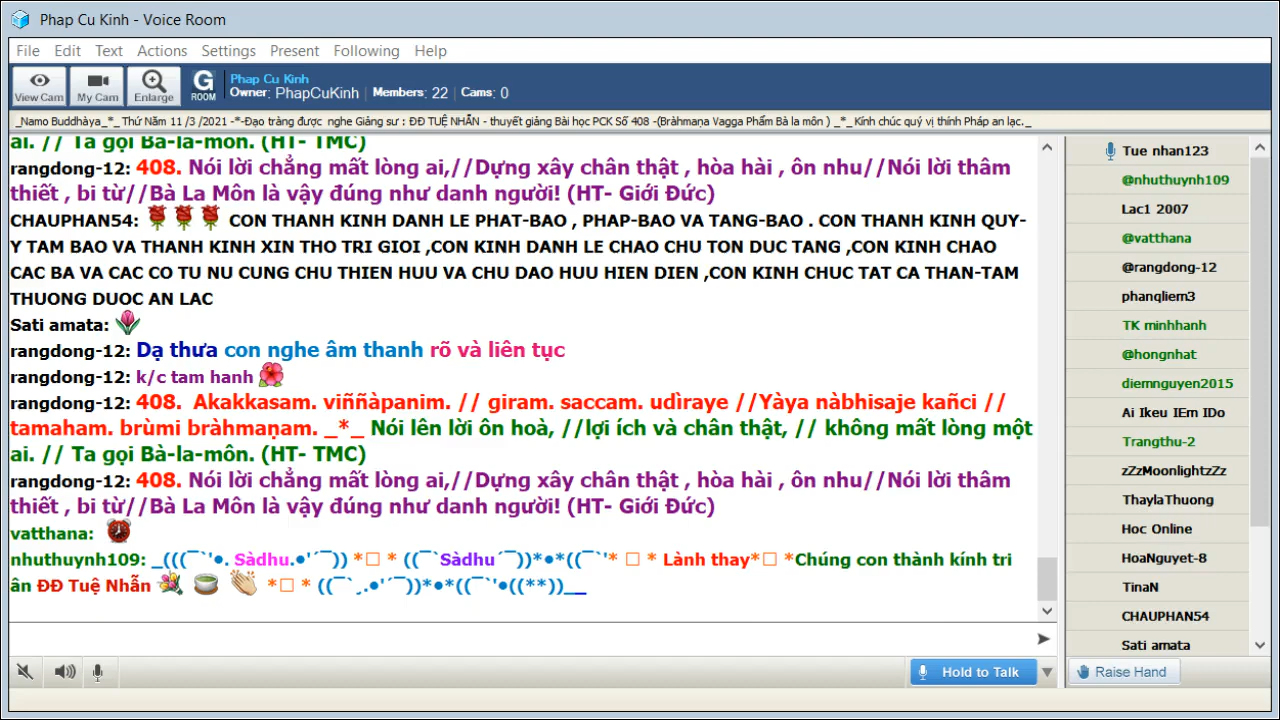 Phap Cu Kinh - Voice Room
File Edit Text Actions Settings Present Following Help
View Cam My Cam Enlarge G ROOM
Phap Cu Kinh
Owner: PhapCuKinh | Members: 22 Cams: 0
_Namo Buddhàya_*_ Thứ Năm 11 /3 /2021 -*-Đạo tràng được nghe Giảng sư : ĐĐ TUỆ NHẪN - thuyết giảng Bài học PCK Số 408 -(Bràhmaṇa Vagga Phẩm Bà la môn ) _*_ Kính chúc quý vị thính Pháp an lạc._
ai. // Ta gọi Bà-la-môn. (HT- TMC)
rangdong-12: 408. Nói lời chẳng mất lòng ai,//Dựng xây chân thật , hòa hài , ôn nhu//Nói lời thâm
thiết , bi từ//Bà La Môn là vậy đúng như danh người! (HT- Giới Đức)
CHAUPHAN54: CON THANH KINH DANH LE PHAT-BAO , PHAP-BAO VA TANG-BAO . CON THANH KINH QUY-
Y TAM BAO VA THANH KINH XIN THO TRI GIOI ,CON KINH DANH LE CHAO CHU TON DUC TANG ,CON KINH CHAO
CAC BA VA CAC CO TU NU CUNG CHU THIEN HUU VA CHU DAO HUU HIEN DIEN ,CON KINH CHUC TAT CA THAN-TAM
THUONG DUOC AN LAC
Sati amata:
rangdong-12: Dạ thưa con nghe âm thanh rõ và liên tục
rangdong-12: k/c tam hanh
rangdong-12: 408. Akakkasam. viññàpanim. // giram. saccam. udìraye //Yàya nàbhisaje kañci //
tamaham. brùmi bràhmaṇam. _*_ Nói lên lời ôn hoà, //lợi ích và chân thật, // không mất lòng một
ai. // Ta gọi Bà-la-môn. (HT- TMC)
rangdong-12: 408. Nói lời chẳng mất lòng ai,//Dựng xây chân thật , hòa hài , ôn nhu//Nói lời thâm
thiết , bi từ//Bà La Môn là vậy đúng như danh người! (HT- Giới Đức)
vatthana:
nhuthuynh109: _(((¯`'•. Sàdhu.•'´¯)) *□ * ((¯`Sàdhu´¯))*•*((¯`'* □ * Lành thay*□ *Chúng con thành kính tri
ân ĐĐ Tuệ Nhẫn *□ * ((¯`¸.•'´¯))*•*((¯`'•((**))__
Hold to Talk
Tue nhan123
@nhuthuynh109
Lac1 2007
@vatthana
@rangdong-12
phanqliem3
TK minhhanh
@hongnhat
diemnguyen2015
Ai Ikeu IEm IDo
Trangthu-2
zZzMoonlightzZz
ThaylaThuong
Hoc Online
HoaNguyet-8
TinaN
CHAUPHAN54
Sati amata
Raise Hand